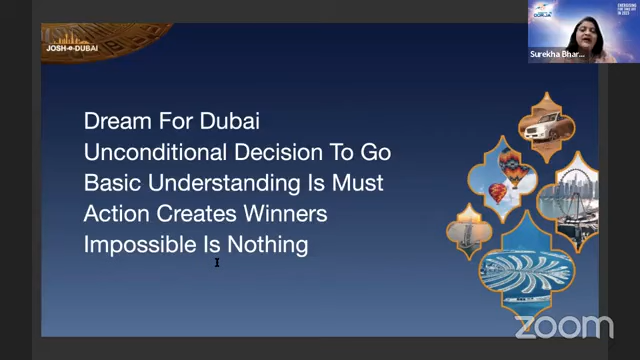 JOSH-e-DUBAI
Dream For Dubai
Unconditional Decision To Go
Basic Understanding Is Must
Action Creates Winners
Impossible Is Nothing
Surekha Bhar...
zoom